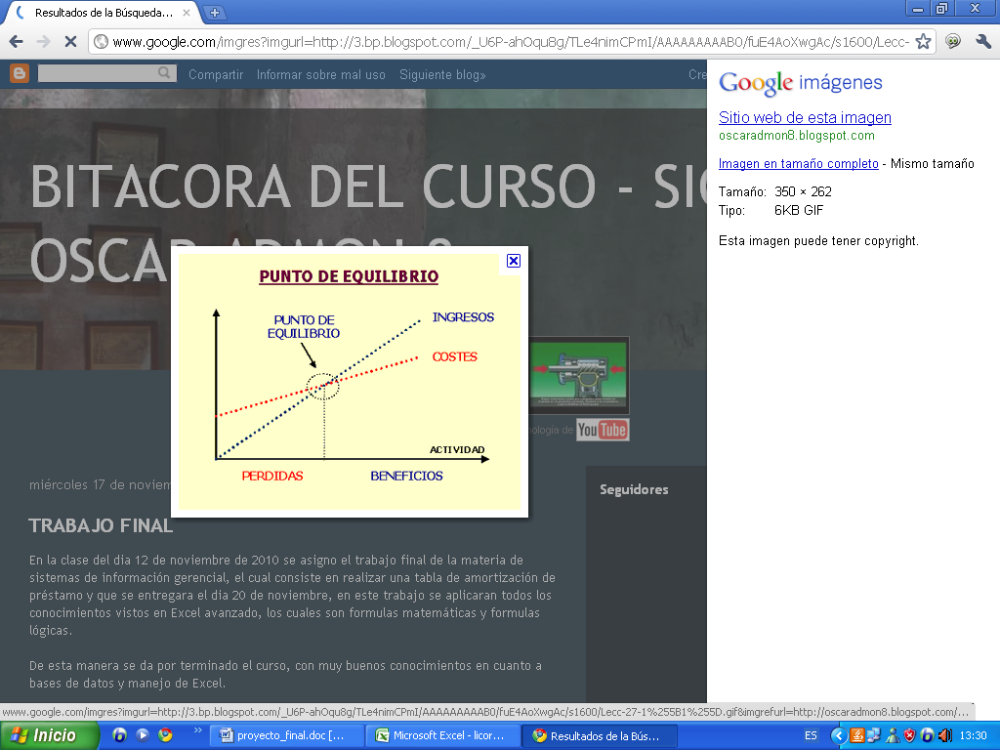 Resultados de la Búsqueda...
www.google.com/imgres?imgurl=http://3.bp.blogspot.com/_U6P-ahOqu8g/TLe4nimCPmI/AAAAAAAAAB0/fuE4AoXwgAc/s1600/Lecc-
Compartir Informar sobre mal uso Siguiente blog» Cre
BITACORA DEL CURSO - SIG
OSCAR ADMON 8
PUNTO DE EQUILIBRIO
PUNTO DE
EQUILIBRIO
INGRESOS
COSTES
ACTIVIDAD
PERDIDAS BENEFICIOS
nología de YouTube
miércoles 17 de noviem
Seguidores
TRABAJO FINAL
En la clase del dia 12 de noviembre de 2010 se asigno el trabajo final de la materia de
sistemas de información gerencial, el cual consiste en realizar una tabla de amortización de
préstamo y que se entregara el dia 20 de noviembre, en este trabajo se aplicaran todos los
conocimientos vistos en Excel avanzado, los cuales son formulas matemáticas y formulas
lógicas.
De esta manera se da por terminado el curso, con muy buenos conocimientos en cuanto a
bases de datos y manejo de Excel.
Google imágenes
Sitio web de esta imagen
oscaradmon8.blogspot.com
Imagen en tamaño completo - Mismo tamaño
Tamaño: 350 × 262
Tipo: 6KB GIF
Esta imagen puede tener copyright.
www.google.com/imgres?imgurl=http://3.bp.blogspot.com/_U6P-ahOqu8g/TLe4nimCPmI/AAAAAAAAAB0/fuE4AoXwgAc/s1600/Lecc-27-1%255B1%255D.gif&imgrefurl=http://oscaradmon8.blogspot.com/...
Inicio » proyecto_final.doc [... Microsoft Excel - licor... Resultados de la Bús... ES 13:30